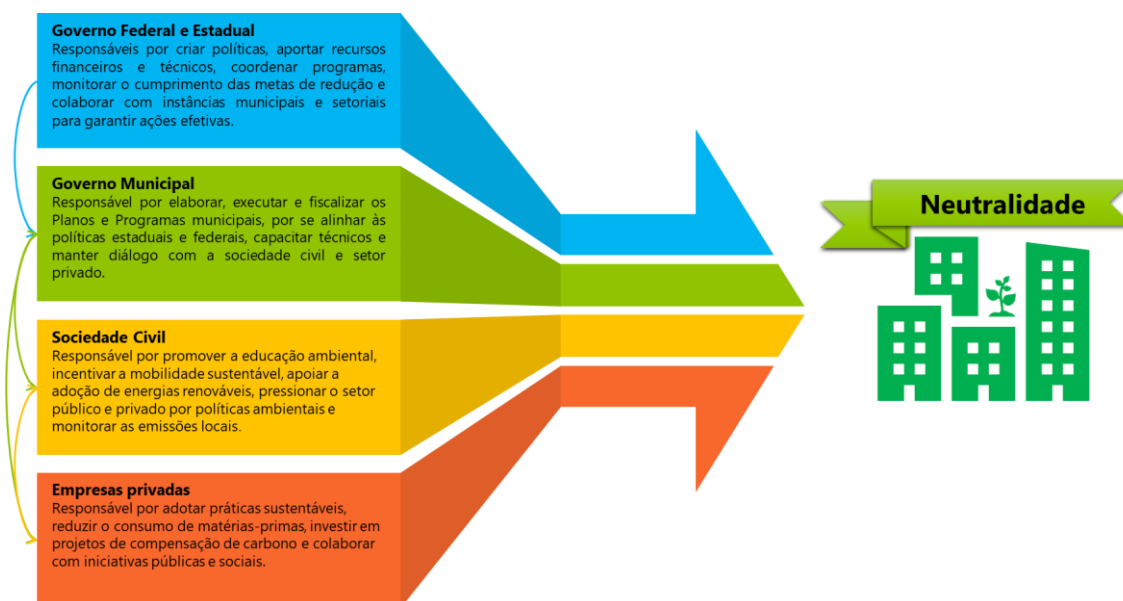 Governo Federal e Estadual
Responsáveis por criar políticas, aportar recursos
financeiros e técnicos, coordenar programas,
monitorar o cumprimento das metas de redução e
colaborar com instâncias municipais e setoriais
para garantir ações efetivas.
Governo Municipal
Responsável por elaborar, executar e fiscalizar os
Planos e Programas municipais, por se alinhar às
políticas estaduais e federais, capacitar técnicos e
manter diálogo com a sociedade civil e setor
privado.
Sociedade Civil
Responsável por promover a educação ambiental,
incentivar a mobilidade sustentável, apoiar a
adoção de energias renováveis, pressionar o setor
público e privado por políticas ambientais e
monitorar as emissões locais.
Empresas privadas
Responsável por adotar práticas sustentáveis,
reduzir o consumo de matérias-primas, investir em
projetos de compensação de carbono e colaborar
com iniciativas públicas e sociais.
Neutralidade